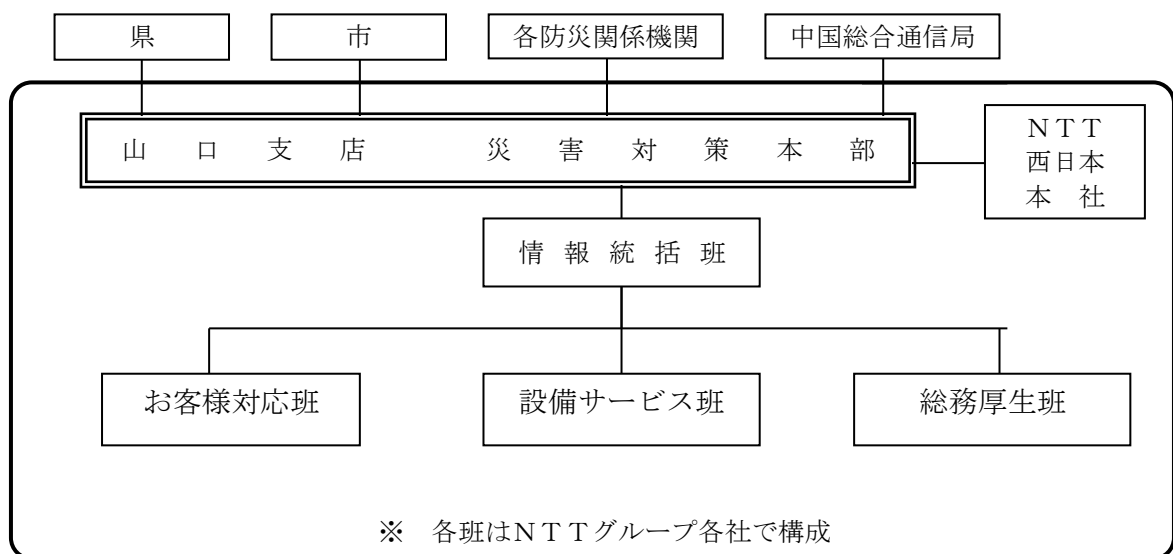 県
市
各防災関係機関
中国総合通信局
山口支店　災害対策本部
ＮＴＴ
西日本
本　社
情報統括班
お客様対応班
設備サービス班
総務厚生班
※　各班はＮＴＴグループ各社で構成